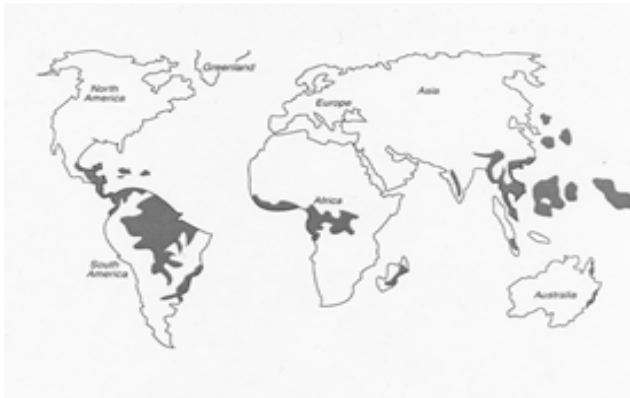 Greenland
North
America
Europe
Asia
Africa
South
America
Australia